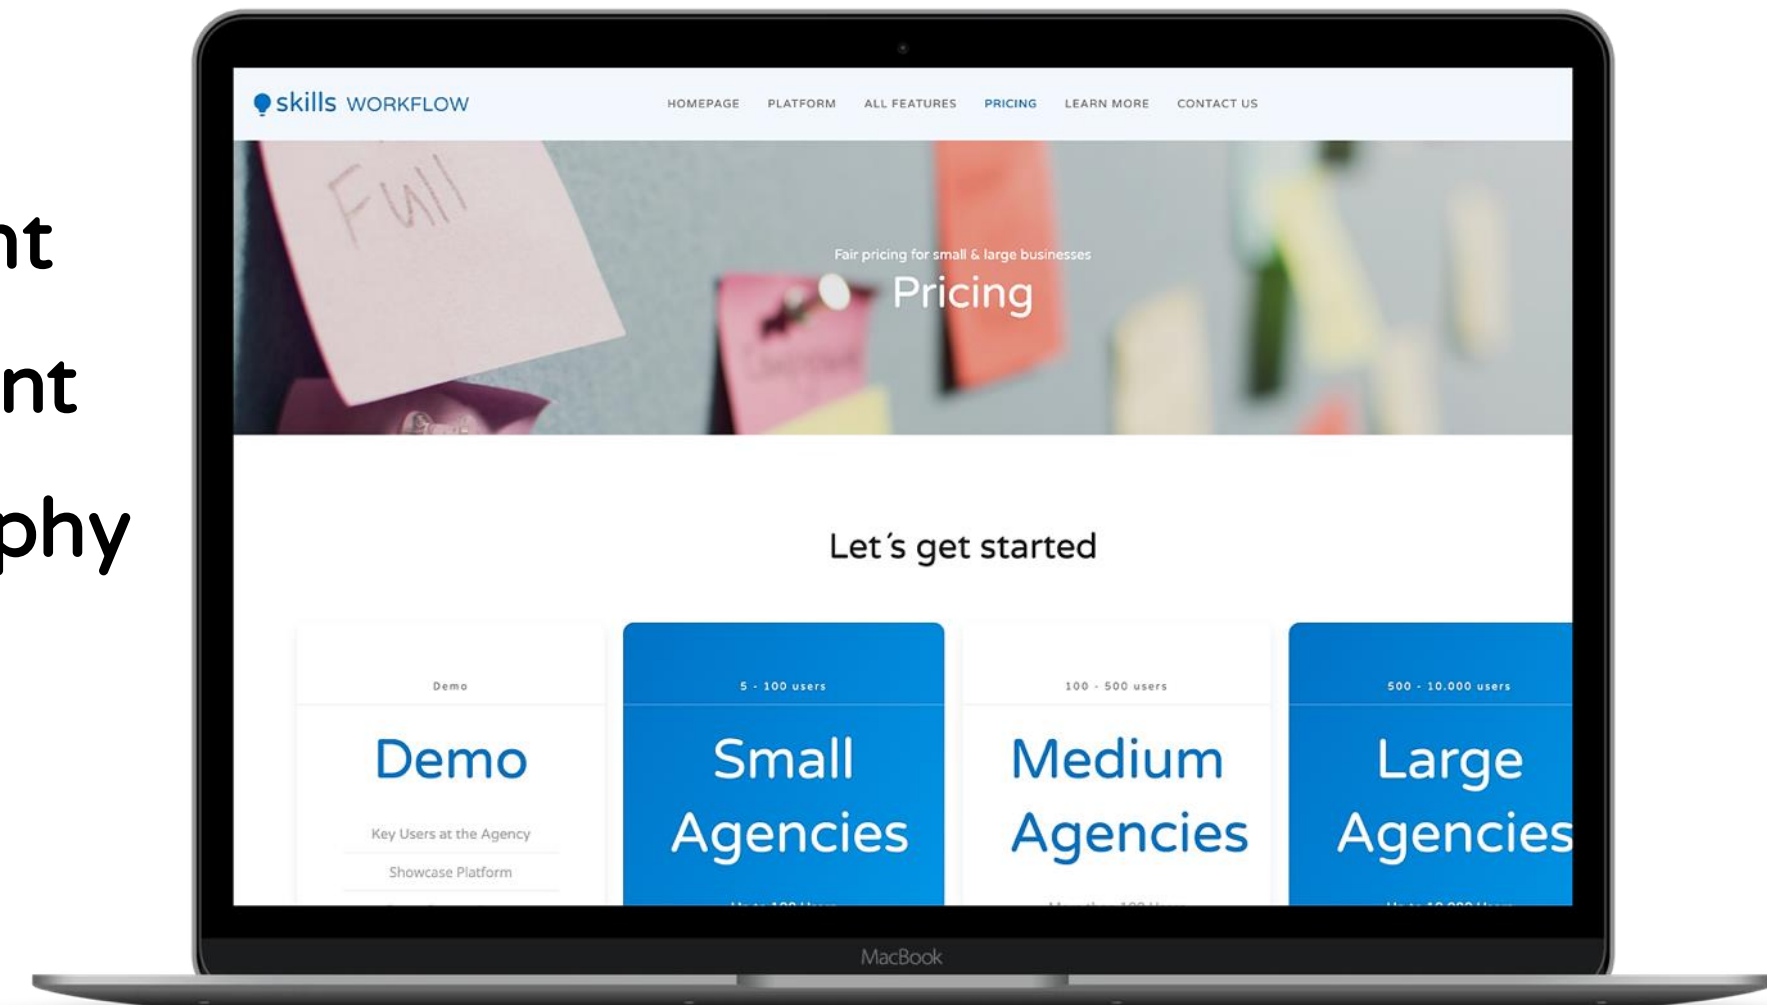 nt
nt
phy
skills WORKFLOW
HOMEPAGE PLATFORM ALL FEATURES PRICING LEARN MORE CONTACT US
Full
Fair pricing for small & large businesses
Pricing
Let´s get started
Demo
Demo
Key Users at the Agency
Showcase Platform
5 - 100 users
Small
Agencies
100 - 500 users
Medium
Agencies
500 - 10.000 users
Large
Agencies
MacBook